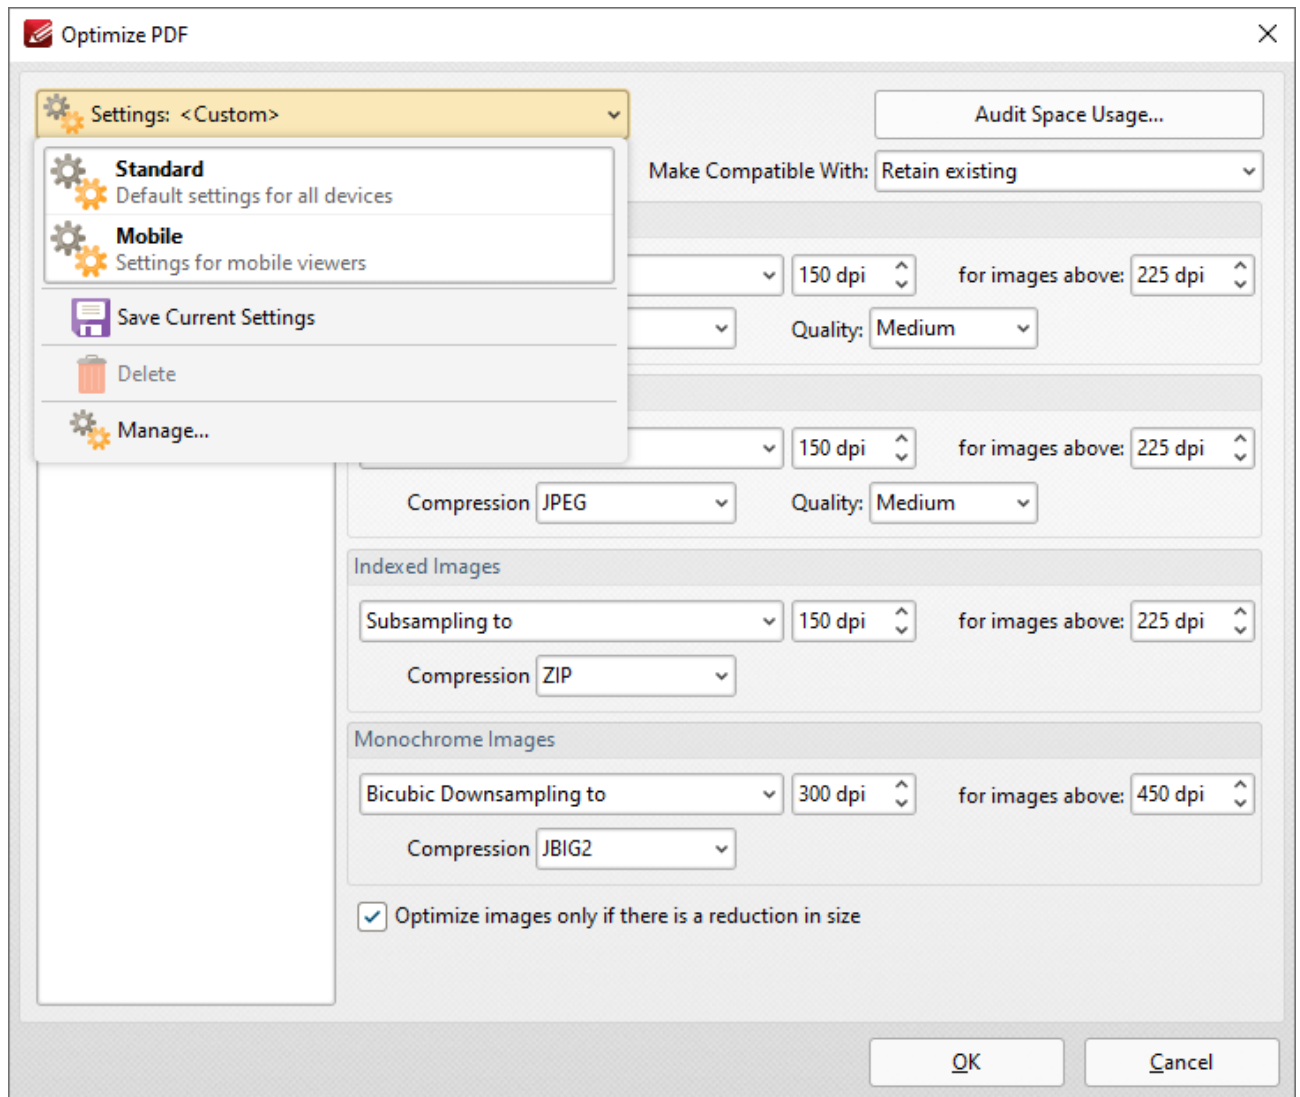 Optimize PDF
Settings: <Custom>
Audit Space Usage...
Standard
Default settings for all devices
Make Compatible With: Retain existing
Mobile
Settings for mobile viewers
150 dpi for images above: 225 dpi
Save Current Settings
Quality: Medium
Delete
Manage...
150 dpi for images above: 225 dpi
Compression JPEG Quality: Medium
Indexed Images
Subsampling to 150 dpi for images above: 225 dpi
Compression ZIP
Monochrome Images
Bicubic Downsampling to 300 dpi for images above: 450 dpi
Compression JBIG2
Optimize images only if there is a reduction in size
OK Cancel